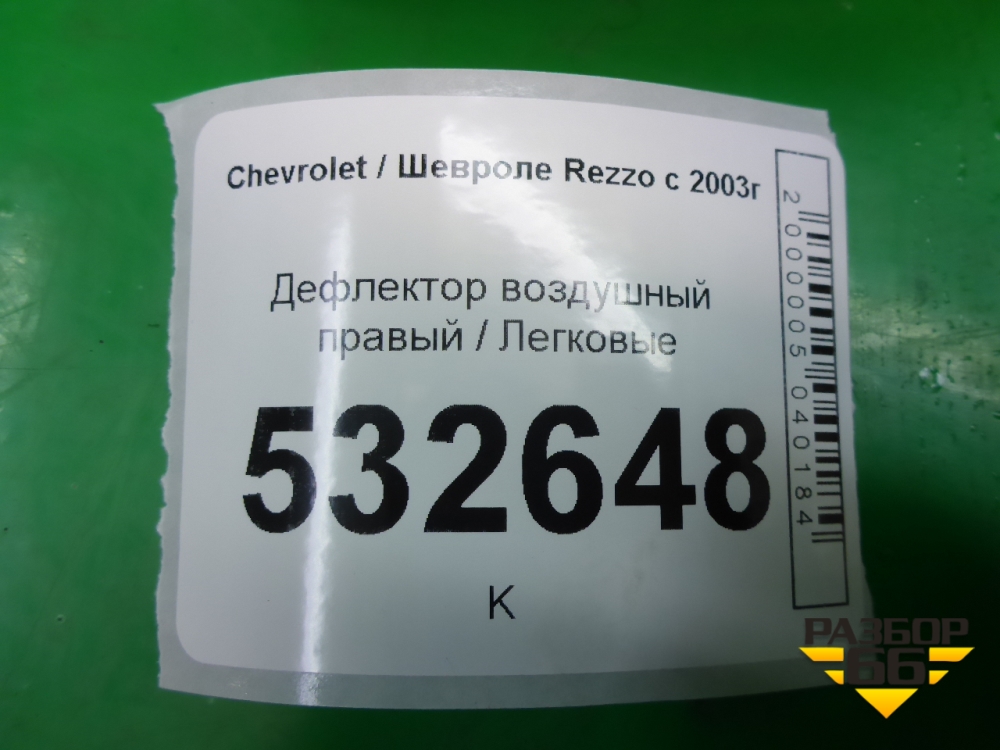 Chevrolet / Шевроле Rezzo с 2003г
Дефлектор воздушный
правый / Легковые
532648
К
2000005040184
РАЗБОР
66